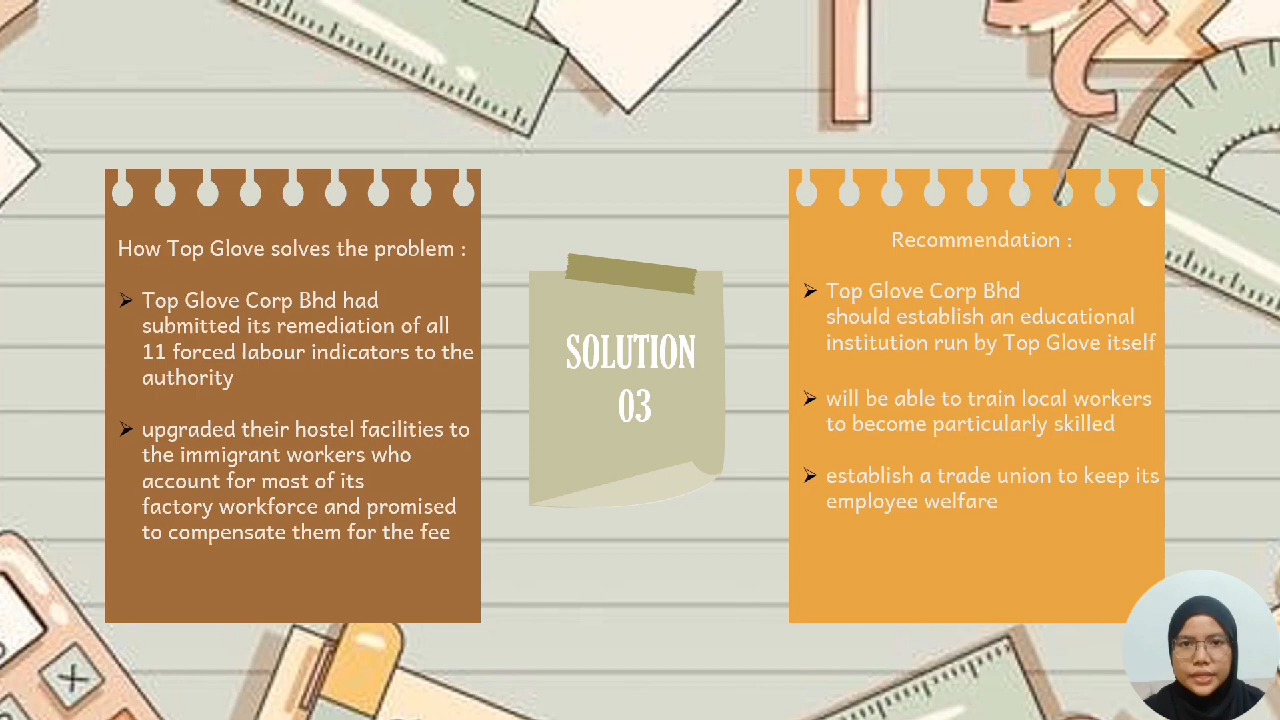 How Top Glove solves the problem :
Top Glove Corp Bhd had
submitted its remediation of all
11 forced labour indicators to the
authority
upgraded their hostel facilities to
the immigrant workers who
account for most of its
factory workforce and promised
to compensate them for the fee
SOLUTION
03
Recommendation :
Top Glove Corp Bhd
should establish an educational
institution run by Top Glove itself
will be able to train local workers
to become particularly skilled
establish a trade union to keep its
employee welfare